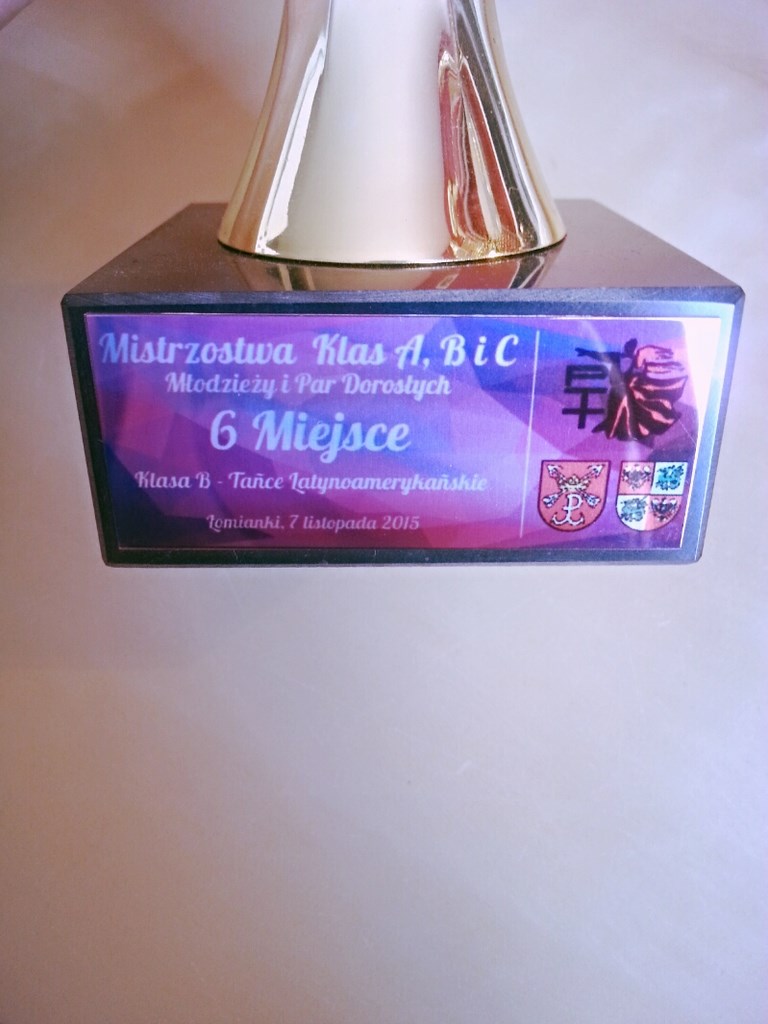 Mistrzostwa Klas A, B i C
Młodzieży i Par Dorosłych
6 Miejsce
Klasa B - Tańce Latynoamerykańskie
Łomianki, 7 listopada 2015